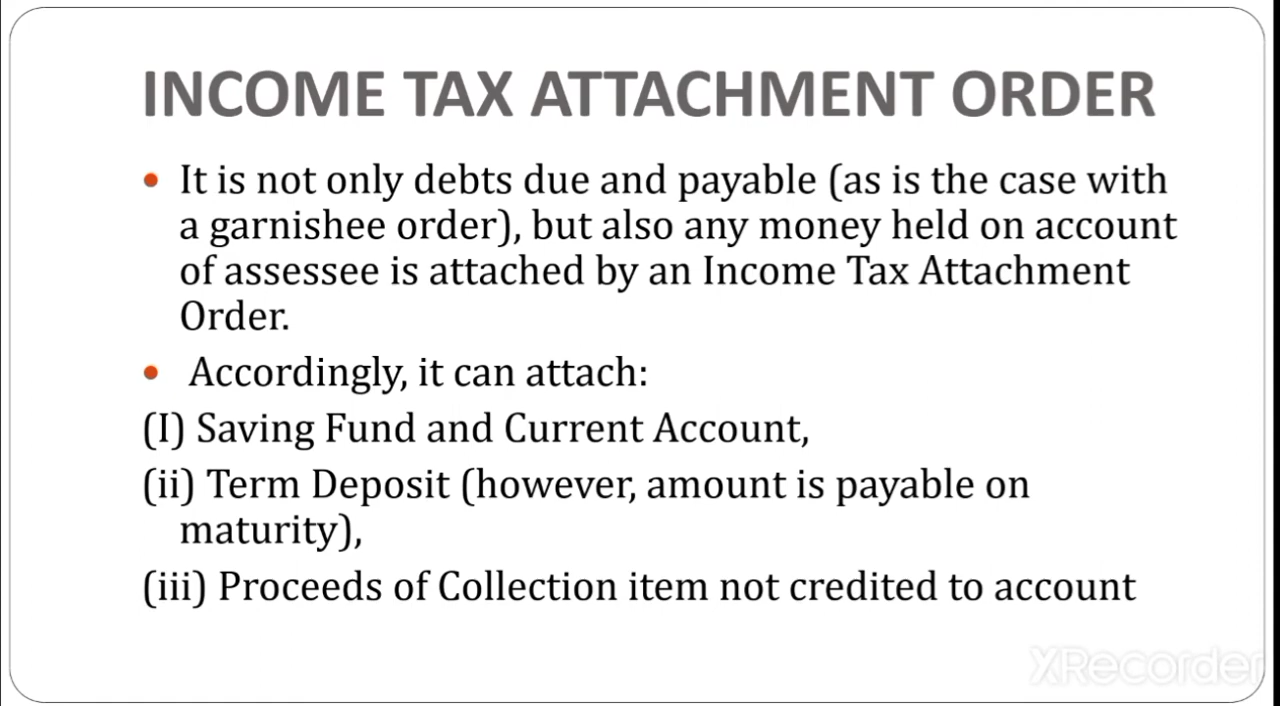 INCOME TAX ATTACHMENT ORDER
• It is not only debts due and payable (as is the case with
a garnishee order), but also any money held on account
of assessee is attached by an Income Tax Attachment
Order.
• Accordingly, it can attach:
(I) Saving Fund and Current Account,
(ii) Term Deposit (however, amount is payable on
maturity),
(iii) Proceeds of Collection item not credited to account
XRecorder